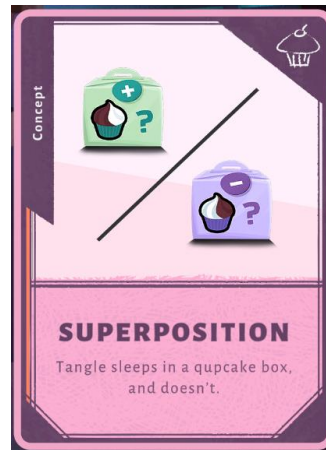 Concept
+
?
-
?
SUPERPOSITION
Tangle sleeps in a qupcake box,
and doesn't.